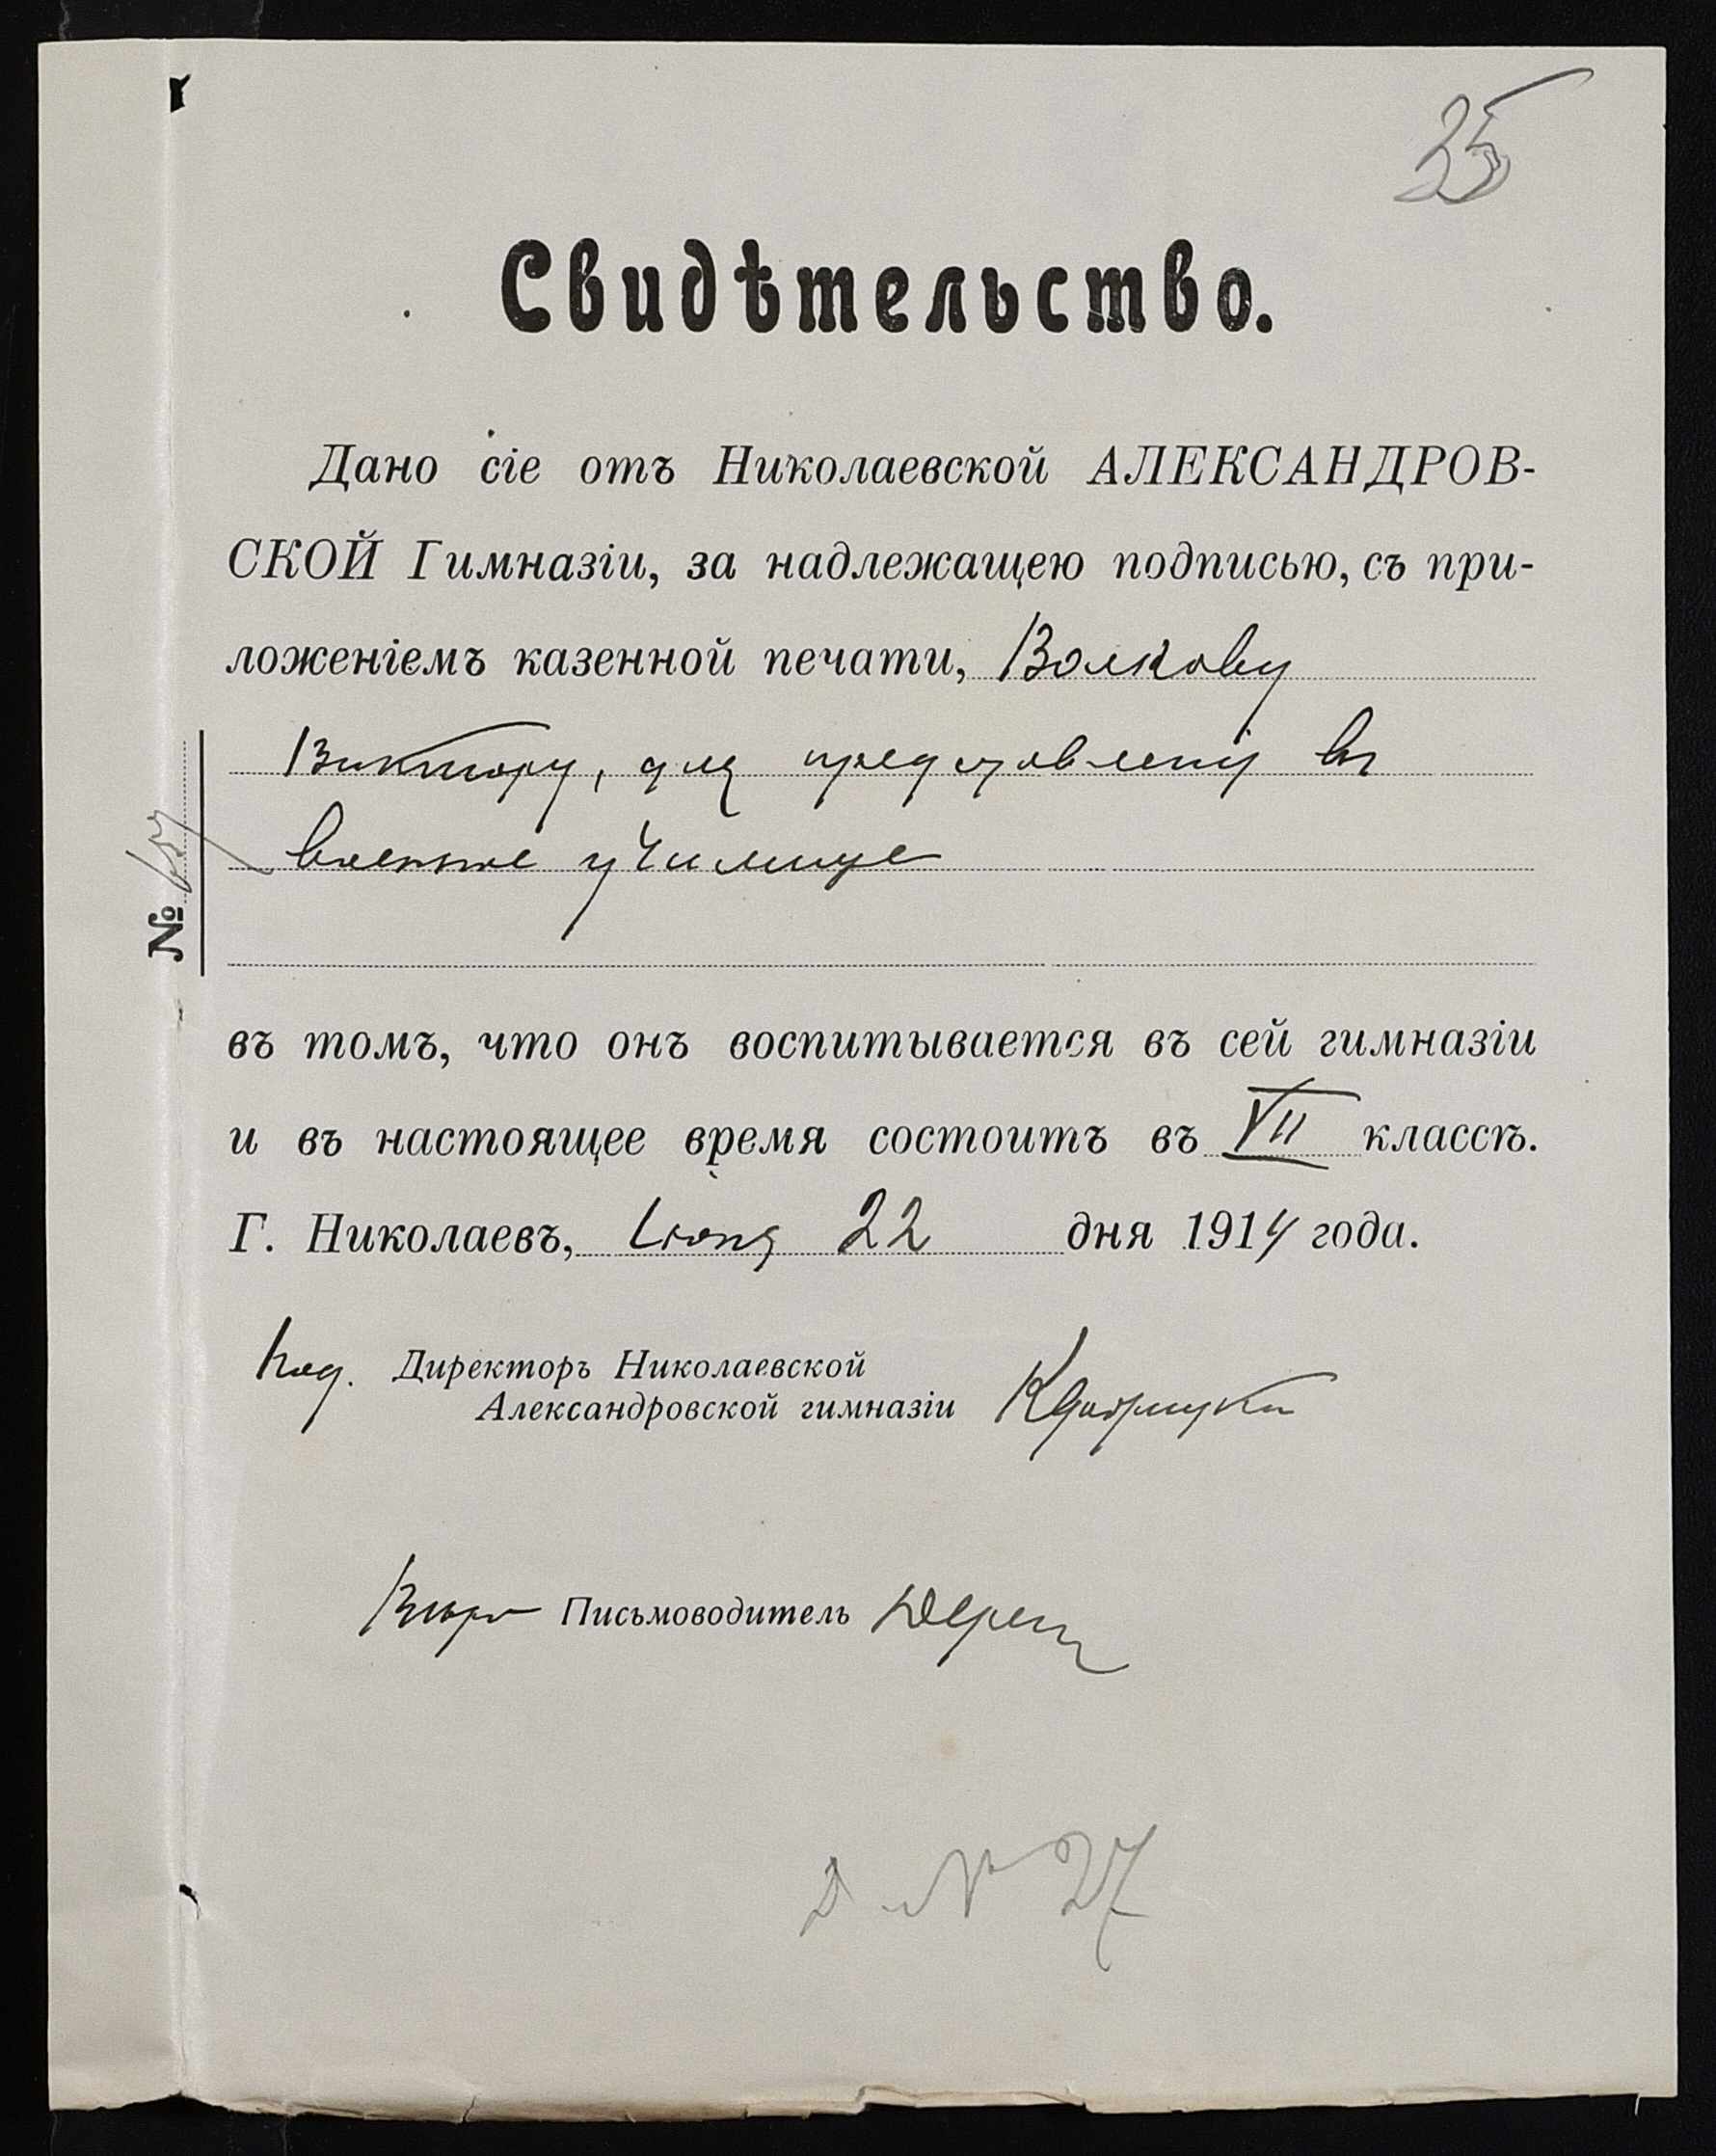 25
Свидѣтельство.
Дано сіе отъ Николаевской АЛЕКСАНДРОВ-
СКОЙ Гимназіи, за надлежащею подписью, съ при-
ложеніемъ казенной печати, Волкову
Виктору, для представленія въ
военное училище
№ 657
въ томъ, что онъ воспитывается въ сей гимназіи
и въ настоящее время состоитъ въ VII классѣ.
Г. Николаевъ, Іюня 22 дня 1914 года.
Директоръ Николаевской
Александровской гимназіи
Письмоводитель
№ 27